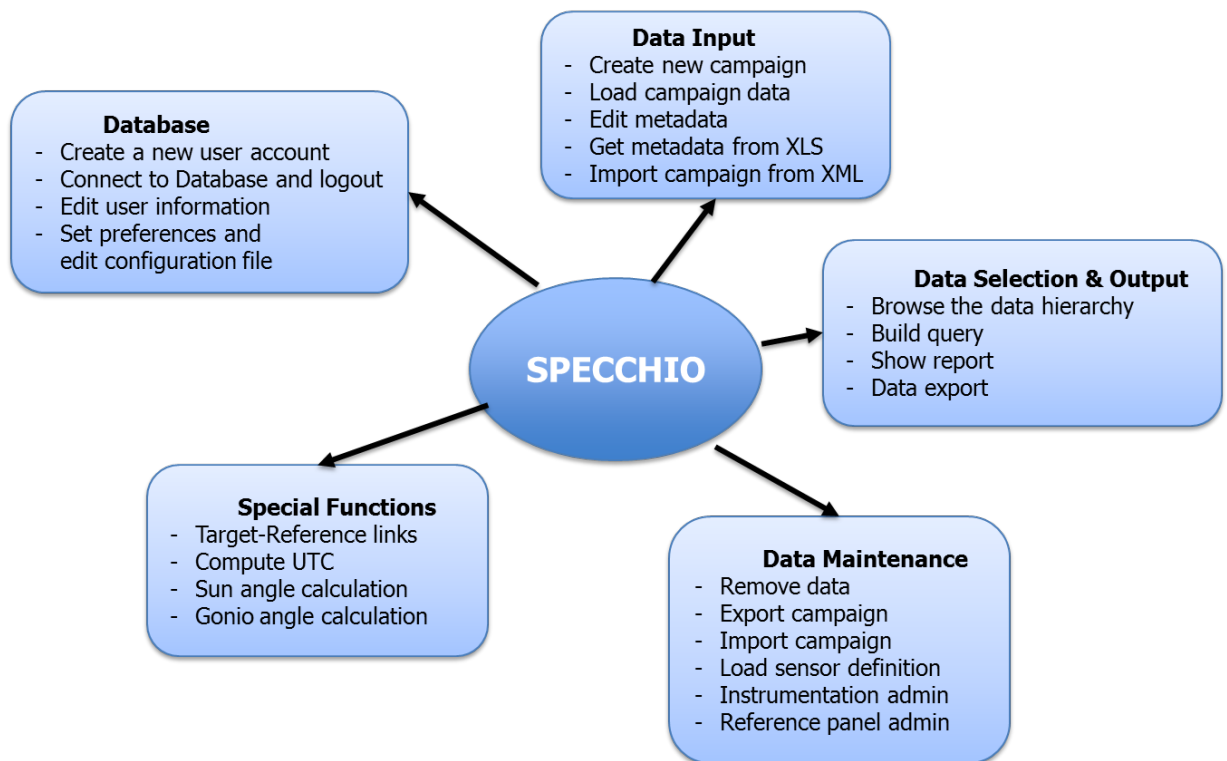 Data Input
- Create new campaign
- Load campaign data
- Edit metadata
- Get metadata from XLS
- Import campaign from XML
Database
- Create a new user account
- Connect to Database and logout
- Edit user information
- Set preferences and
edit configuration file
Data Selection & Output
- Browse the data hierarchy
- Build query
- Show report
- Data export
SPECCHIO
Special Functions
- Target-Reference links
- Compute UTC
- Sun angle calculation
- Gonio angle calculation
Data Maintenance
- Remove data
- Export campaign
- Import campaign
- Load sensor definition
- Instrumentation admin
- Reference panel admin